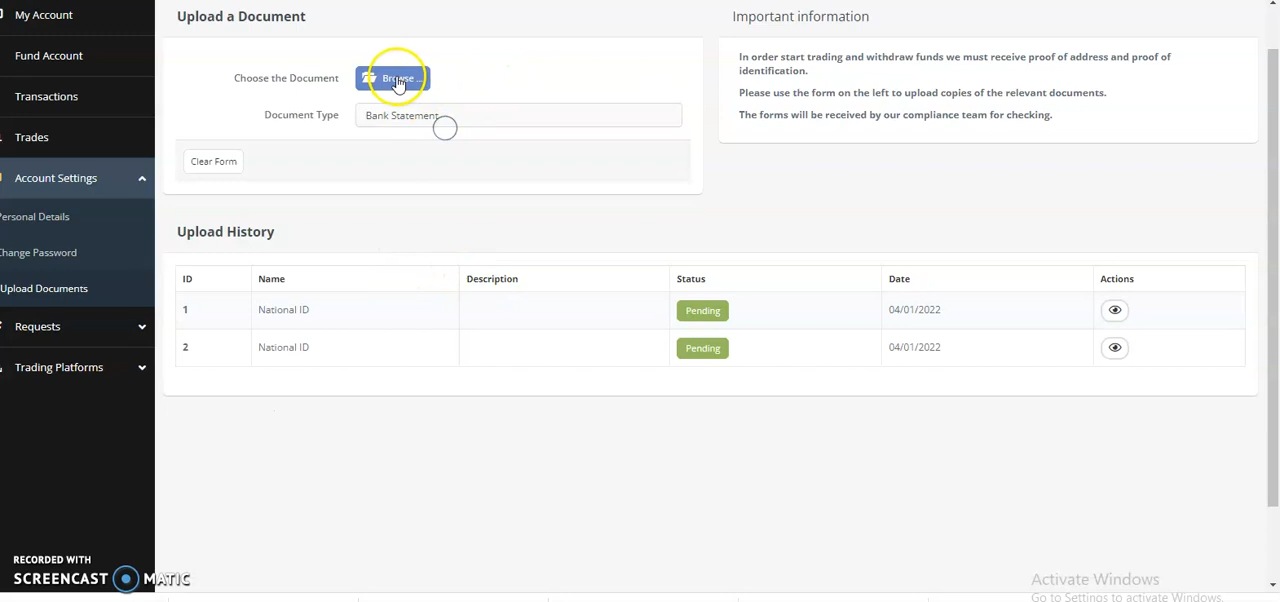 My Account
Fund Account
Transactions
Trades
Account Settings
ersonal Details
hange Password
Upload Documents
Requests
Trading Platforms
Upload a Document
Choose the Document
Browse ...
Document Type
Bank Statement
Clear Form
Important information
In order start trading and withdraw funds we must receive proof of address and proof of
identification.
Please use the form on the left to upload copies of the relevant documents.
The forms will be received by our compliance team for checking.
Upload History
ID Name Description Status Date Actions
1 National ID Pending 04/01/2022
2 National ID Pending 04/01/2022
RECORDED WITH
SCREENCAST MATIC
Activate Windows
Go to Settings to activate Windows.